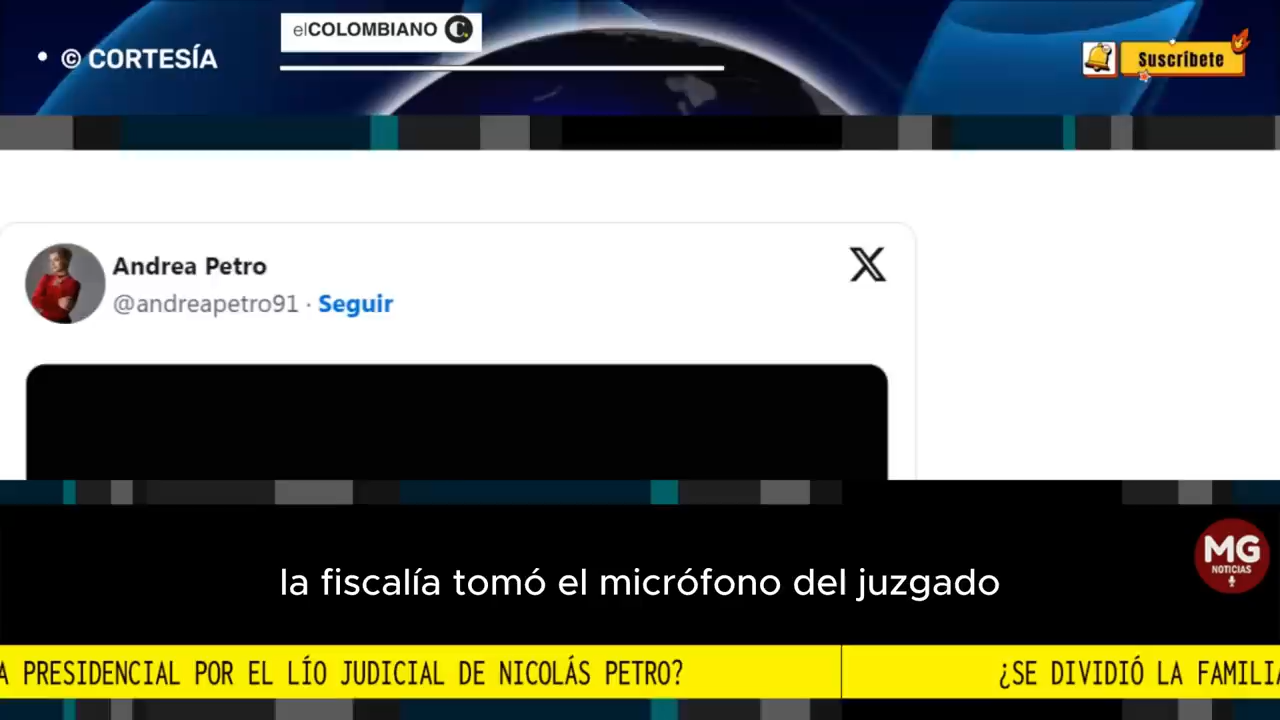 elCOLOMBIANO C.
• © CORTESÍA
Suscríbete
Andrea Petro
@andreapetro91 · Seguir
X
la fiscalía tomó el micrófono del juzgado
MG
NOTICIAS
A PRESIDENCIAL POR EL LÍO JUDICIAL DE NICOLÁS PETRO? ¿SE DIVIDIÓ LA FAMILIA